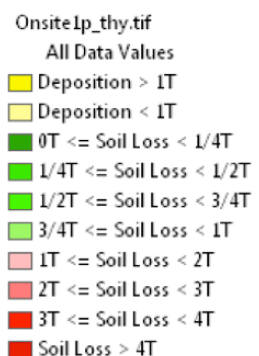 Onsite1p_thy.tif
All Data Values
Deposition > 1T
Deposition < 1T
0T <= Soil Loss < 1/4T
1/4T <= Soil Loss < 1/2T
1/2T <= Soil Loss < 3/4T
3/4T <= Soil Loss < 1T
1T <= Soil Loss < 2T
2T <= Soil Loss < 3T
3T <= Soil Loss < 4T
Soil Loss > 4T